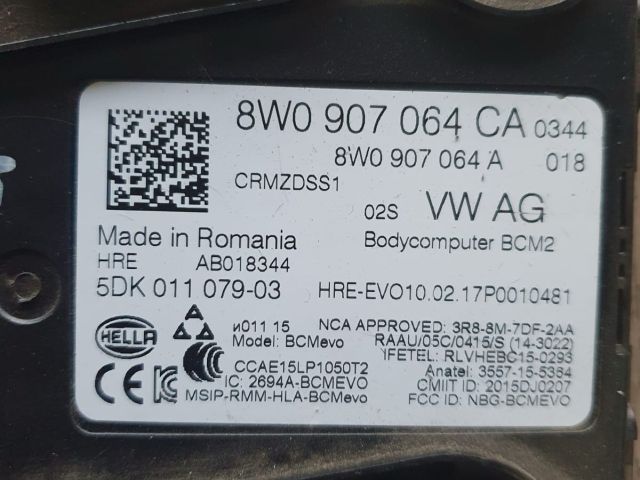 8W0 907 064 CA 0344
8W0 907 064 A 018
CRMZDSS1
02S VW AG
Made in Romania Bodycomputer BCM2
HRE AB018344
5DK 011 079-03 HRE-EVO10.02.17P0010481
HELLA
И011 15 NCA APPROVED: 3R8-8M-7DF-2AA
Model: BCMevo RAAU/05C/0415/S (14-3022)
IFETEL: RLVHEBC15-0293
CCAE15LP1050T2 Anatel: 3557-15-5364
CE IC: 2694A-BCMEVO CMIIT ID: 2015DJ0207
MSIP-RMM-HLA-BCMevo FCC ID: NBG-BCMEVO